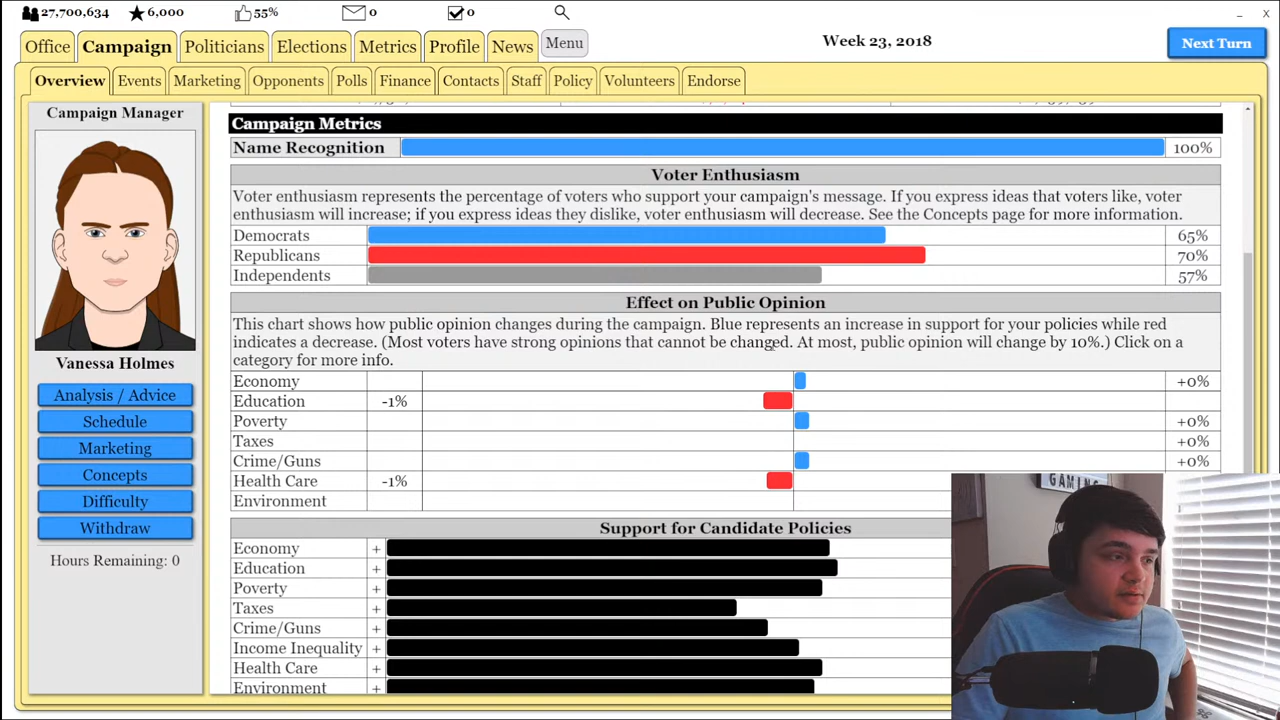 27,700,634 6,000 55% 0 0
Office Campaign Politicians Elections Metrics Profile News Menu
Week 23, 2018
Next Turn
Overview Events Marketing Opponents Polls Finance Contacts Staff Policy Volunteers Endorse
Campaign Manager
Vanessa Holmes
Analysis / Advice
Schedule
Marketing
Concepts
Difficulty
Withdraw
Hours Remaining: 0
Campaign Metrics
Name Recognition 100%
Voter Enthusiasm
Voter enthusiasm represents the percentage of voters who support your campaign's message. If you express ideas that voters like, voter
enthusiasm will increase; if you express ideas they dislike, voter enthusiasm will decrease. See the Concepts page for more information.
Democrats 65%
Republicans 70%
Independents 57%
Effect on Public Opinion
This chart shows how public opinion changes during the campaign. Blue represents an increase in support for your policies while red
indicates a decrease. (Most voters have strong opinions that cannot be changed. At most, public opinion will change by 10%.) Click on a
category for more info.
Economy +0%
Education -1%
Poverty +0%
Taxes +0%
Crime/Guns +0%
Health Care -1%
Environment
Support for Candidate Policies
Economy +
Education +
Poverty +
Taxes +
Crime/Guns +
Income Inequality +
Health Care +
Environment +
GAMING